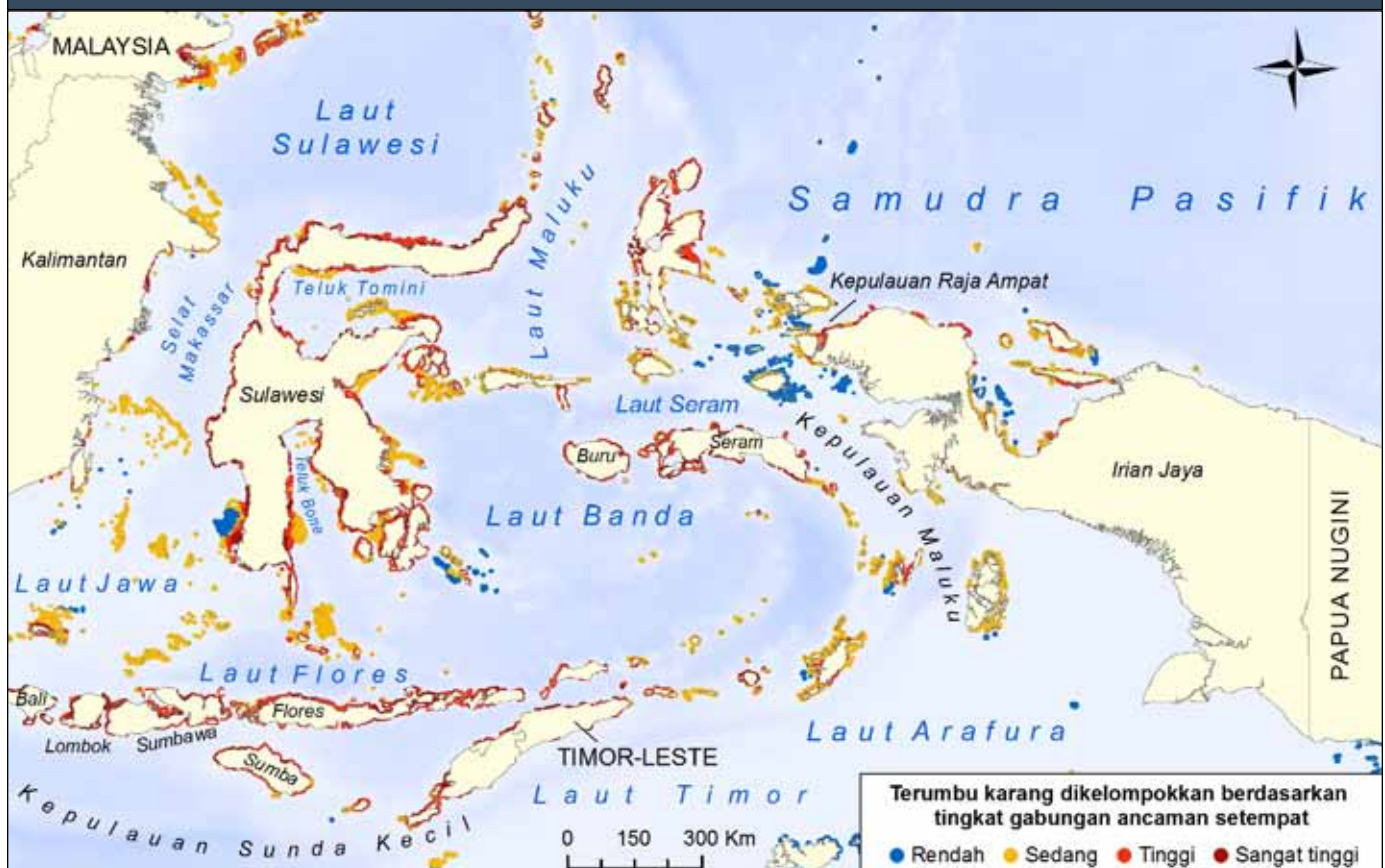 MALAYSIA
Laut
Sulawesi
Laut Maluku
Samudra Pasifik
Kalimantan
Selat
Makassar
Teluk Tomini
Kepulauan Raja Ampat
Sulawesi
Laut Seram
Kepulauan Maluku
Buru
Seram
Irian Jaya
Teluk Bone
Laut Banda
PAPUA NUGINI
Laut Jawa
Laut Flores
Bali
Lombok
Sumbawa
Flores
Sumba
Laut Arafura
TIMOR-LESTE
Laut Timor
Kepulauan Sunda Kecil
0 150 300 Km
Terumbu karang dikelompokkan berdasarkan
tingkat gabungan ancaman setempat
Rendah Sedang Tinggi Sangat tinggi